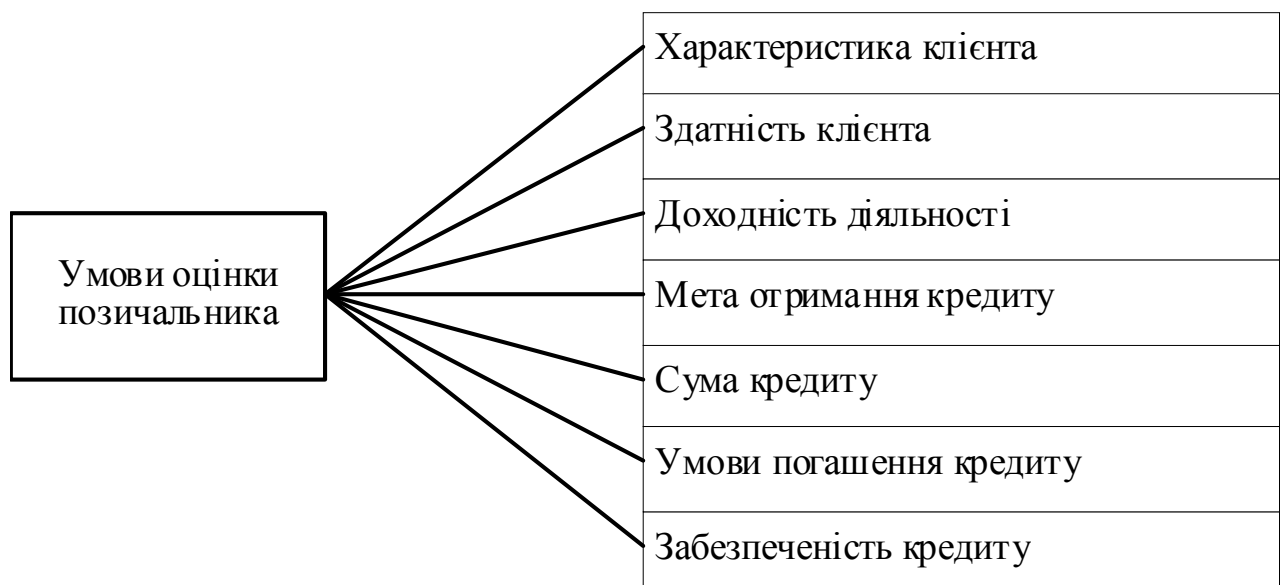 Умови оцінки
позичальника
Характеристика клієнта
Здатність клієнта
Доходність діяльності
Мета отримання кредиту
Сума кредиту
Умови погашення кредиту
Забезпеченість кредиту